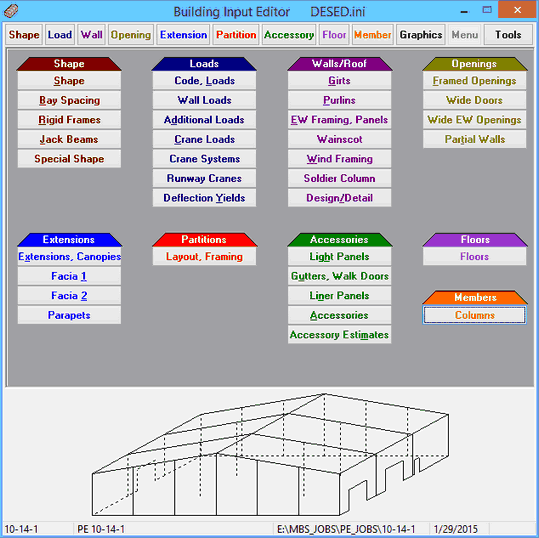 Building Input Editor DESED.ini
Shape Load Wall Opening Extension Partition Accessory Floor Member Graphics Menu Tools
Shape Loads Walls/Roof Openings
Shape Code, Loads Girts Framed Openings
Bay Spacing Wall Loads Purlins Wide Doors
Rigid Frames Additional Loads EW Framing, Panels Wide EW Openings
Jack Beams Crane Loads Wainscot Partial Walls
Special Shape Crane Systems Wind Framing
Runway Cranes Soldier Column
Deflection Yields Design/Detail
Extensions Partitions Accessories Floors
Extensions, Canopies Layout, Framing Light Panels Floors
Facia 1 Gutters, Walk Doors
Facia 2 Liner Panels Members
Parapets Accessories Columns
Accessory Estimates
10-14-1 PE 10-14-1 E:\MBS_JOBS\PE_JOBS\10-14-1 1/29/2015